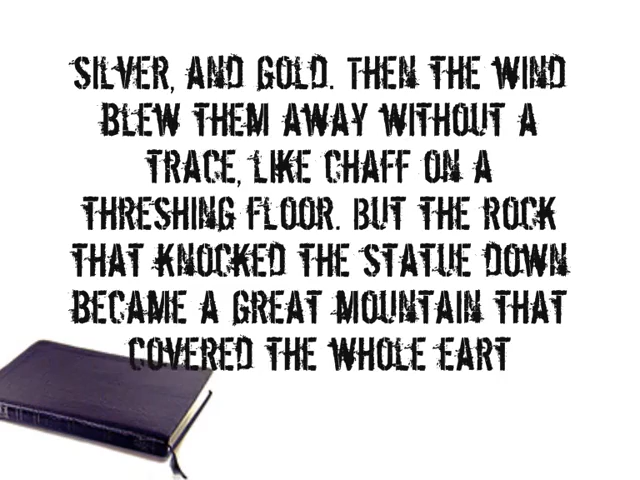 SILVER, AND GOLD. THEN THE WIND
BLEW THEM AWAY WITHOUT A
TRACE, LIKE CHAFF ON A
THRESHING FLOOR. BUT THE ROCK
THAT KNOCKED THE STATUE DOWN
BECAME A GREAT MOUNTAIN THAT
COVERED THE WHOLE EART